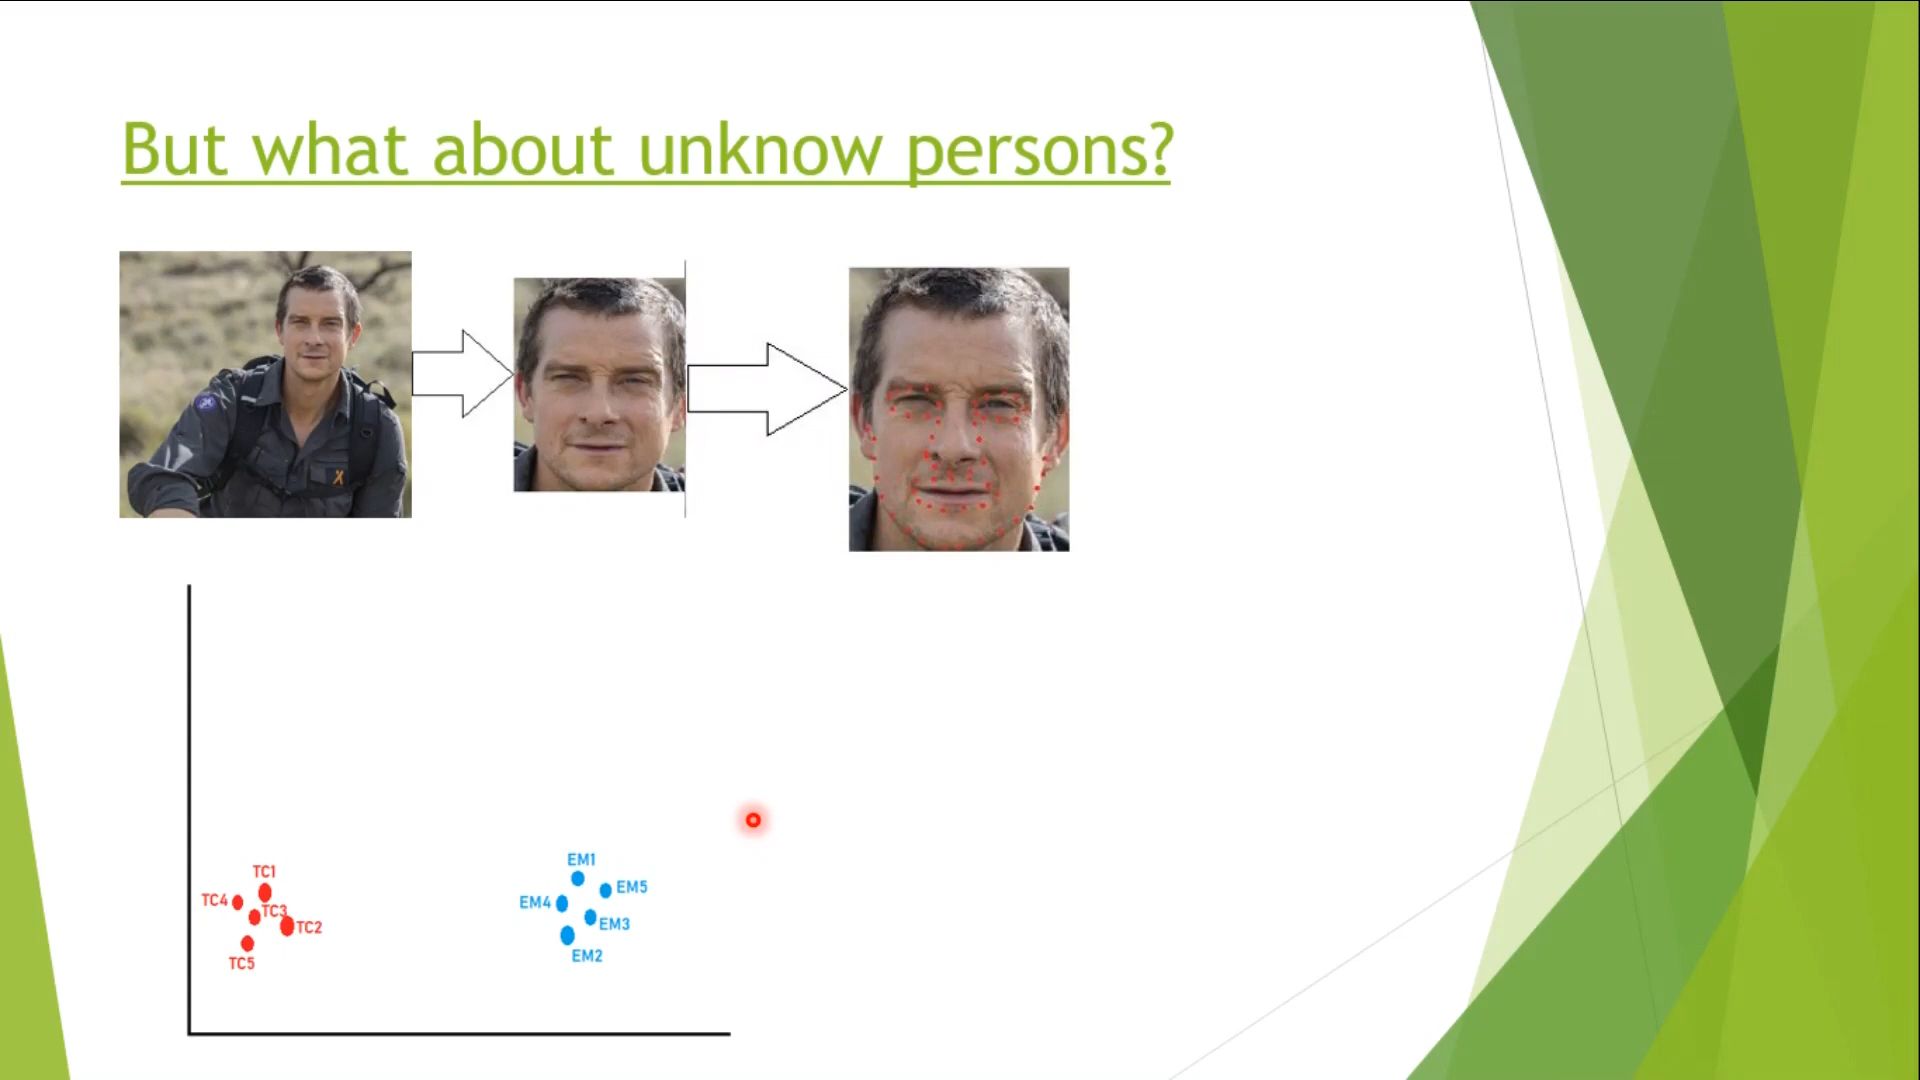 But what about unknow persons?
TC1
TC4
TC3
TC2
TC5
EM1
EM5
EM4
EM3
EM2